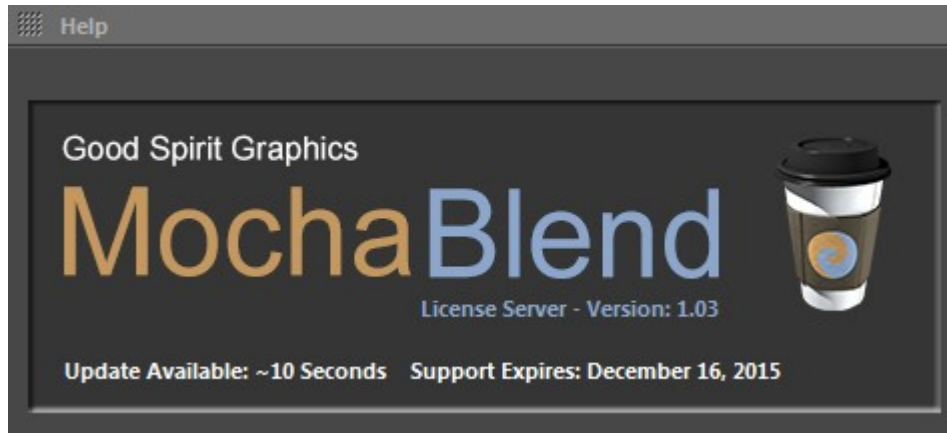 Help
Good Spirit Graphics
MochaBlend
License Server - Version: 1.03
Update Available: ~10 Seconds Support Expires: December 16, 2015